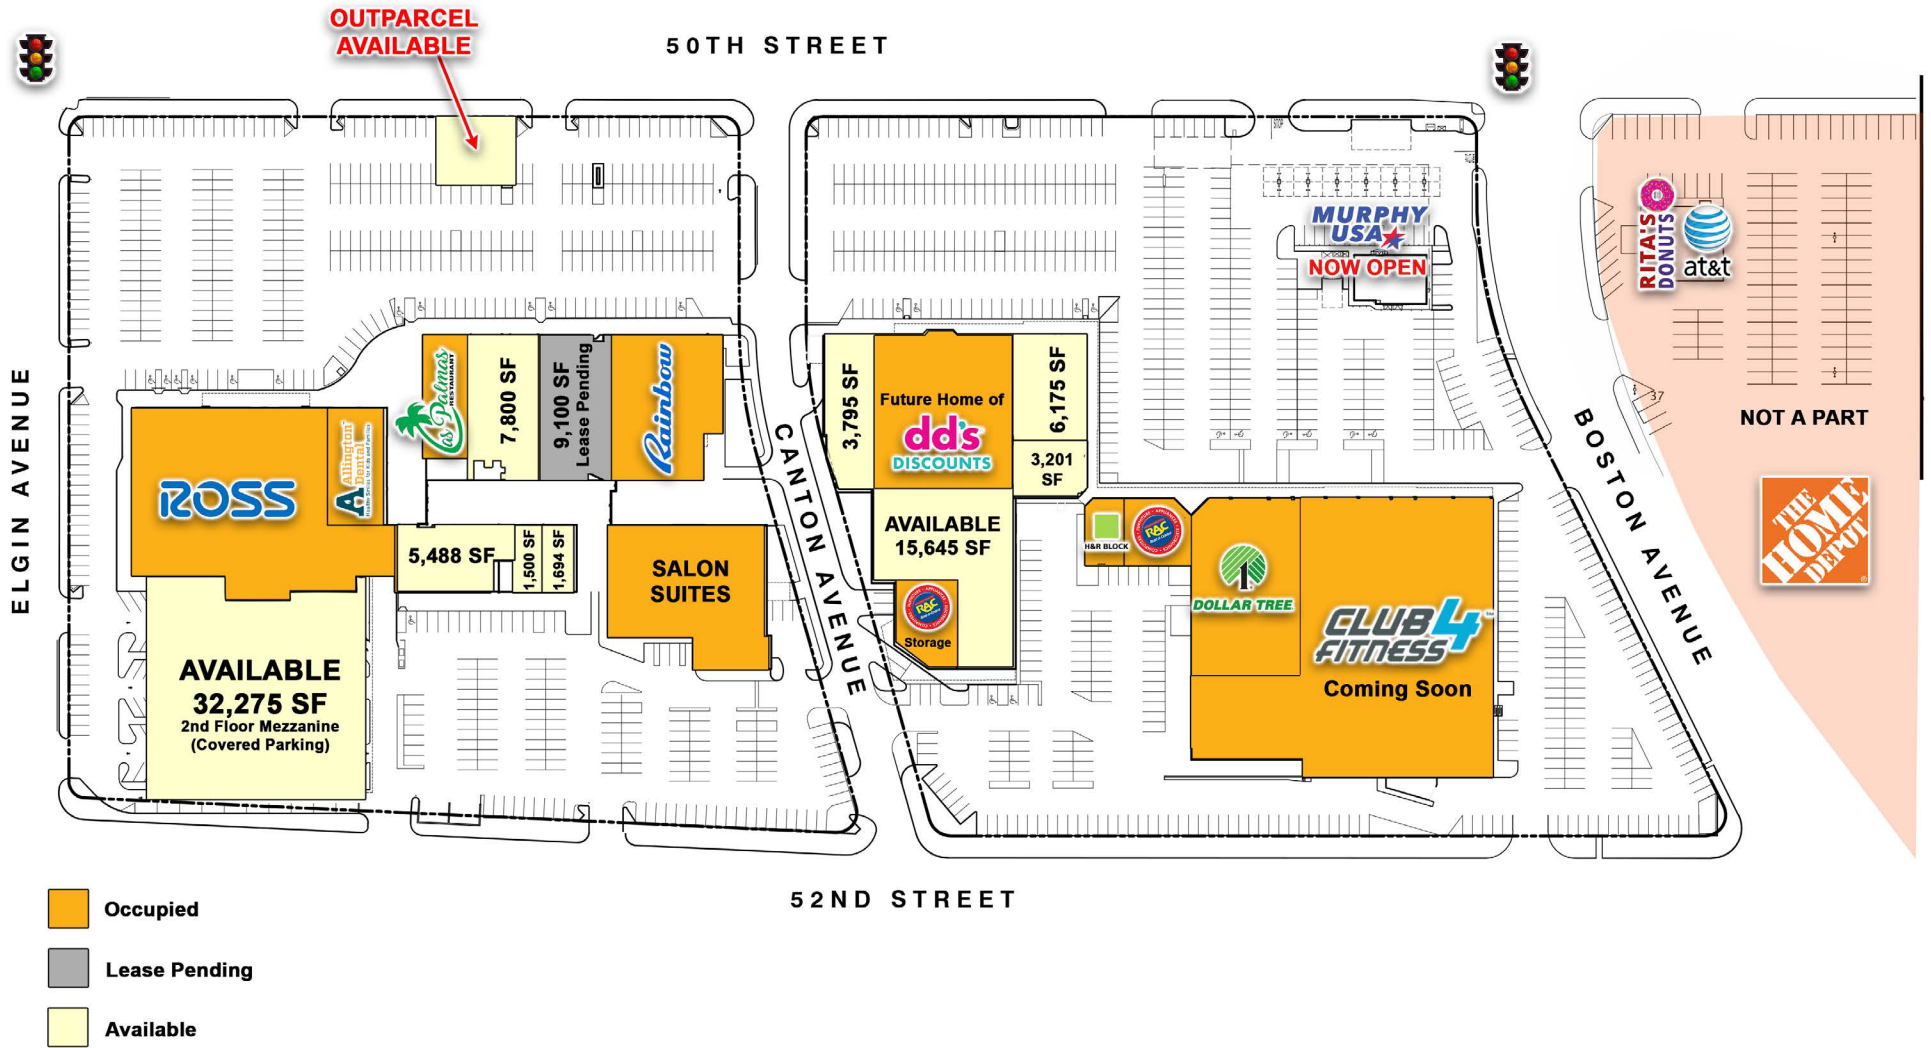 OUTPARCEL
AVAILABLE
50TH STREET
ELGIN AVENUE
CANTON AVENUE
BOSTON AVENUE
52ND STREET
ROSS
Allington
Dental
Las Palmas
RESTAURANT
7,800 SF
9,100 SF
Lease Pending
Rainbow
5,488 SF
1,500 SF
1,694 SF
SALON
SUITES
AVAILABLE
32,275 SF
2nd Floor Mezzanine
(Covered Parking)
3,795 SF
Future Home of
dd's
DISCOUNTS
6,175 SF
3,201
SF
AVAILABLE
15,645 SF
RAC
Storage
H&R BLOCK
RAC
1
DOLLAR TREE
CLUB4
FITNESS
Coming Soon
MURPHY
USA
NOW OPEN
RITA'S
DONUTS
at&t
37
NOT A PART
THE
HOME
DEPOT
Occupied
Lease Pending
Available